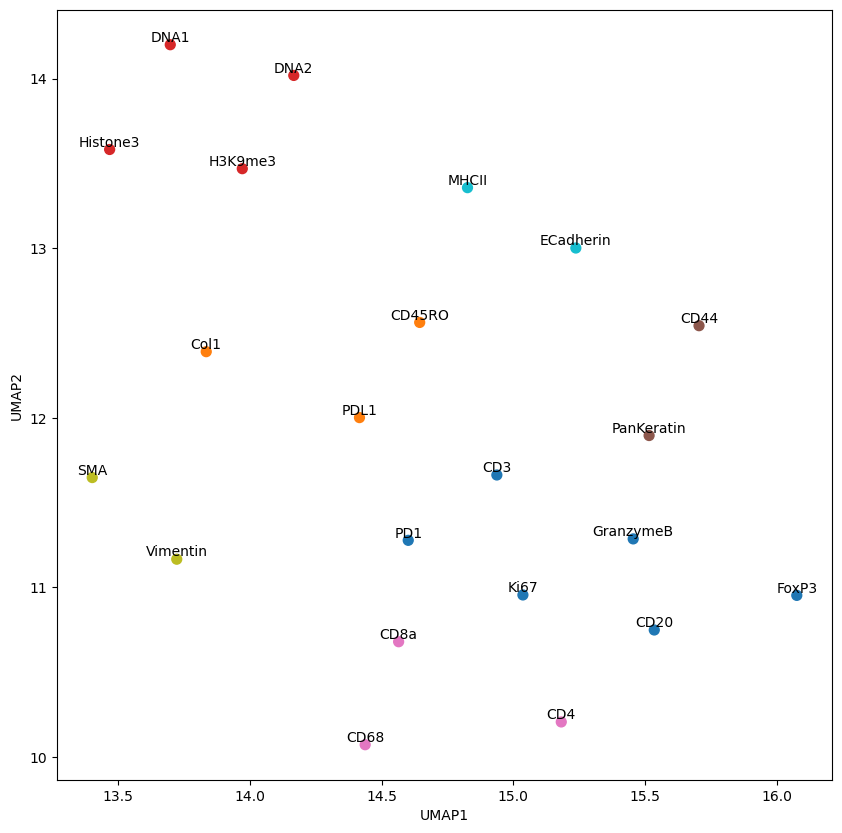 DNA1
DNA2
14
Histone3
H3K9me3
MHCII
ECadherin
13
CD45RO
CD44
Col1
UMAP2
PDL1
12
PanKeratin
SMA
CD3
Vimentin
PD1
GranzymeB
11
Ki67
FoxP3
CD8a
CD20
CD4
CD68
10
13.5
14.0
14.5
15.0
15.5
16.0
UMAP1